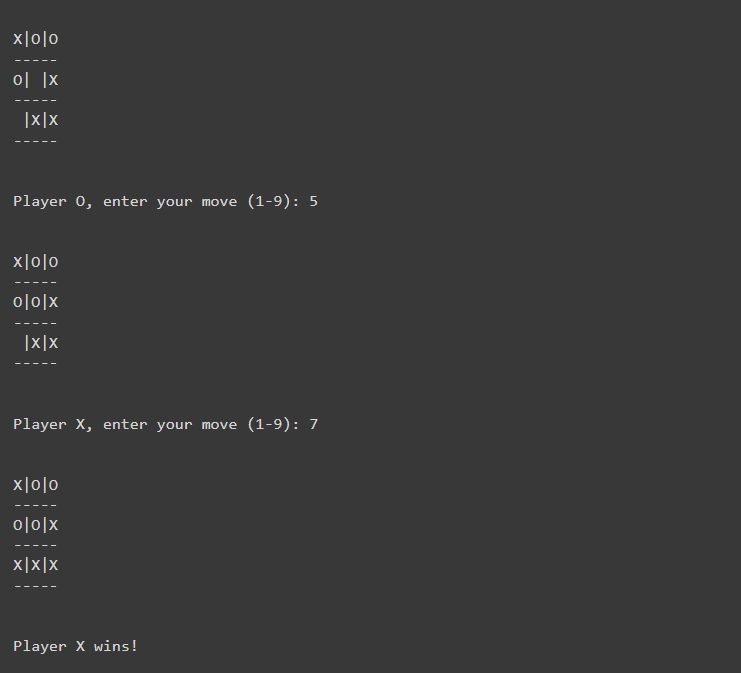 X|O|O
-----
O| |X
-----
 |X|X
-----
Player O, enter your move (1-9): 5
X|O|O
-----
O|O|X
-----
 |X|X
-----
Player X, enter your move (1-9): 7
X|O|O
-----
O|O|X
-----
X|X|X
-----
Player X wins!